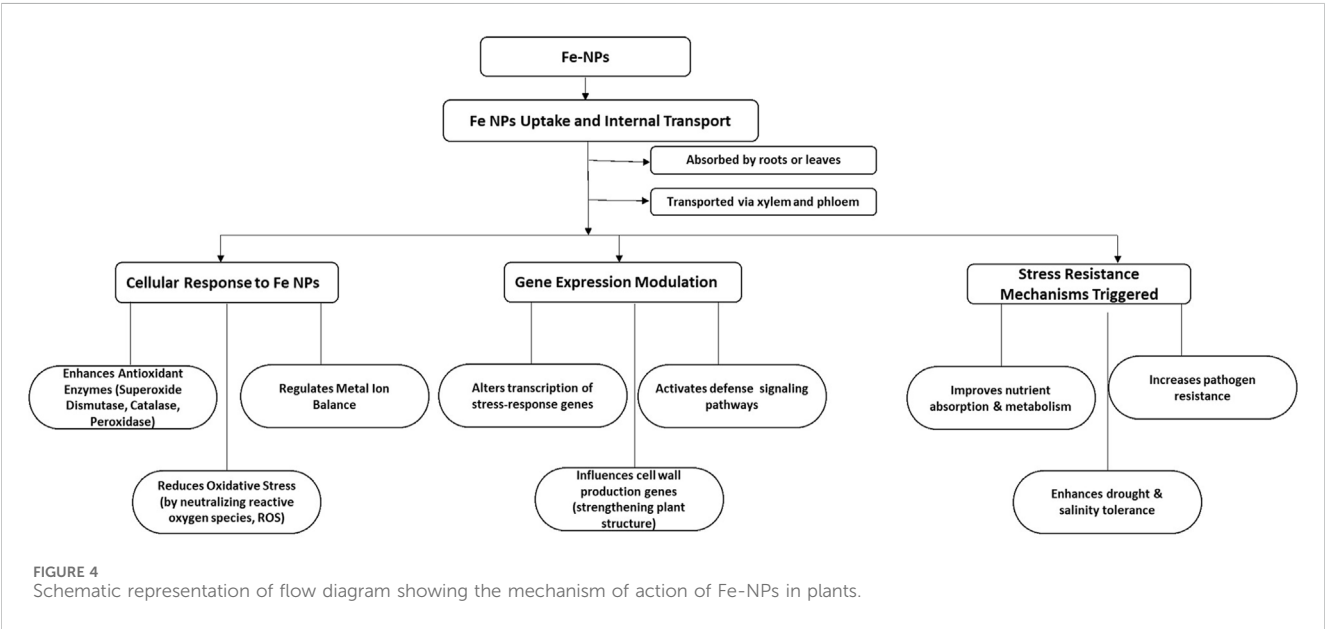 Fe-NPs
Fe NPs Uptake and Internal Transport
Absorbed by roots or leaves
Transported via xylem and phloem
Cellular Response to Fe NPs
Gene Expression Modulation
Stress Resistance
Mechanisms Triggered
Enhances Antioxidant
Enzymes (Superoxide
Dismutase, Catalase,
Peroxidase)
Regulates Metal Ion
Balance
Reduces Oxidative Stress
(by neutralizing reactive
oxygen species, ROS)
Alters transcription of
stress-response genes
Activates defense signaling
pathways
Influences cell wall
production genes
(strengthening plant
structure)
Improves nutrient
absorption & metabolism
Increases pathogen
resistance
Enhances drought &
salinity tolerance
FIGURE 4
Schematic representation of flow diagram showing the mechanism of action of Fe-NPs in plants.